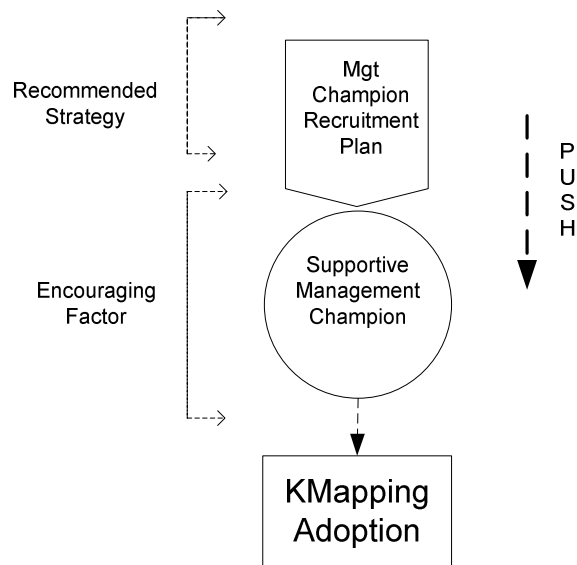 Recommended
Strategy
Mgt
Champion
Recruitment
Plan
P
U
S
H
Encouraging
Factor
Supportive
Management
Champion
KMapping
Adoption